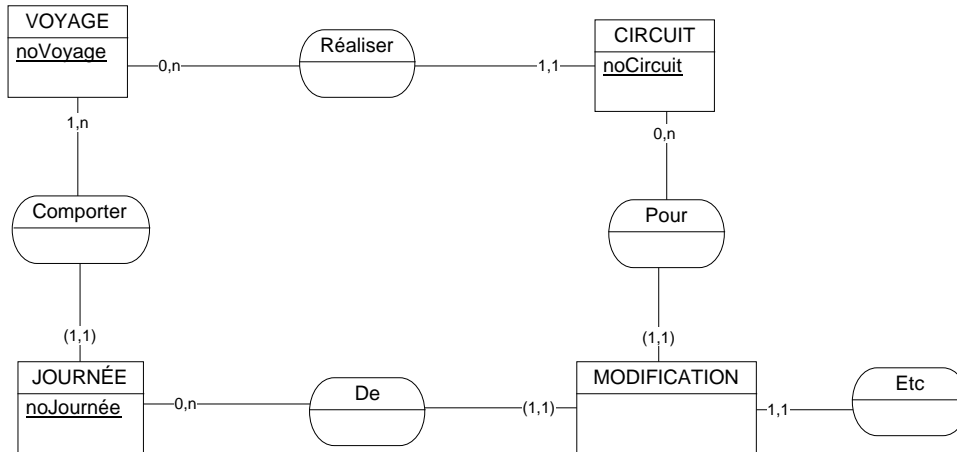 VOYAGE
noVoyage
0,n
Réaliser
1,1
CIRCUIT
noCircuit
1,n
0,n
Comporter
Pour
(1,1)
(1,1)
JOURNÉE
noJournée
0,n
De
(1,1)
MODIFICATION
1,1
Etc